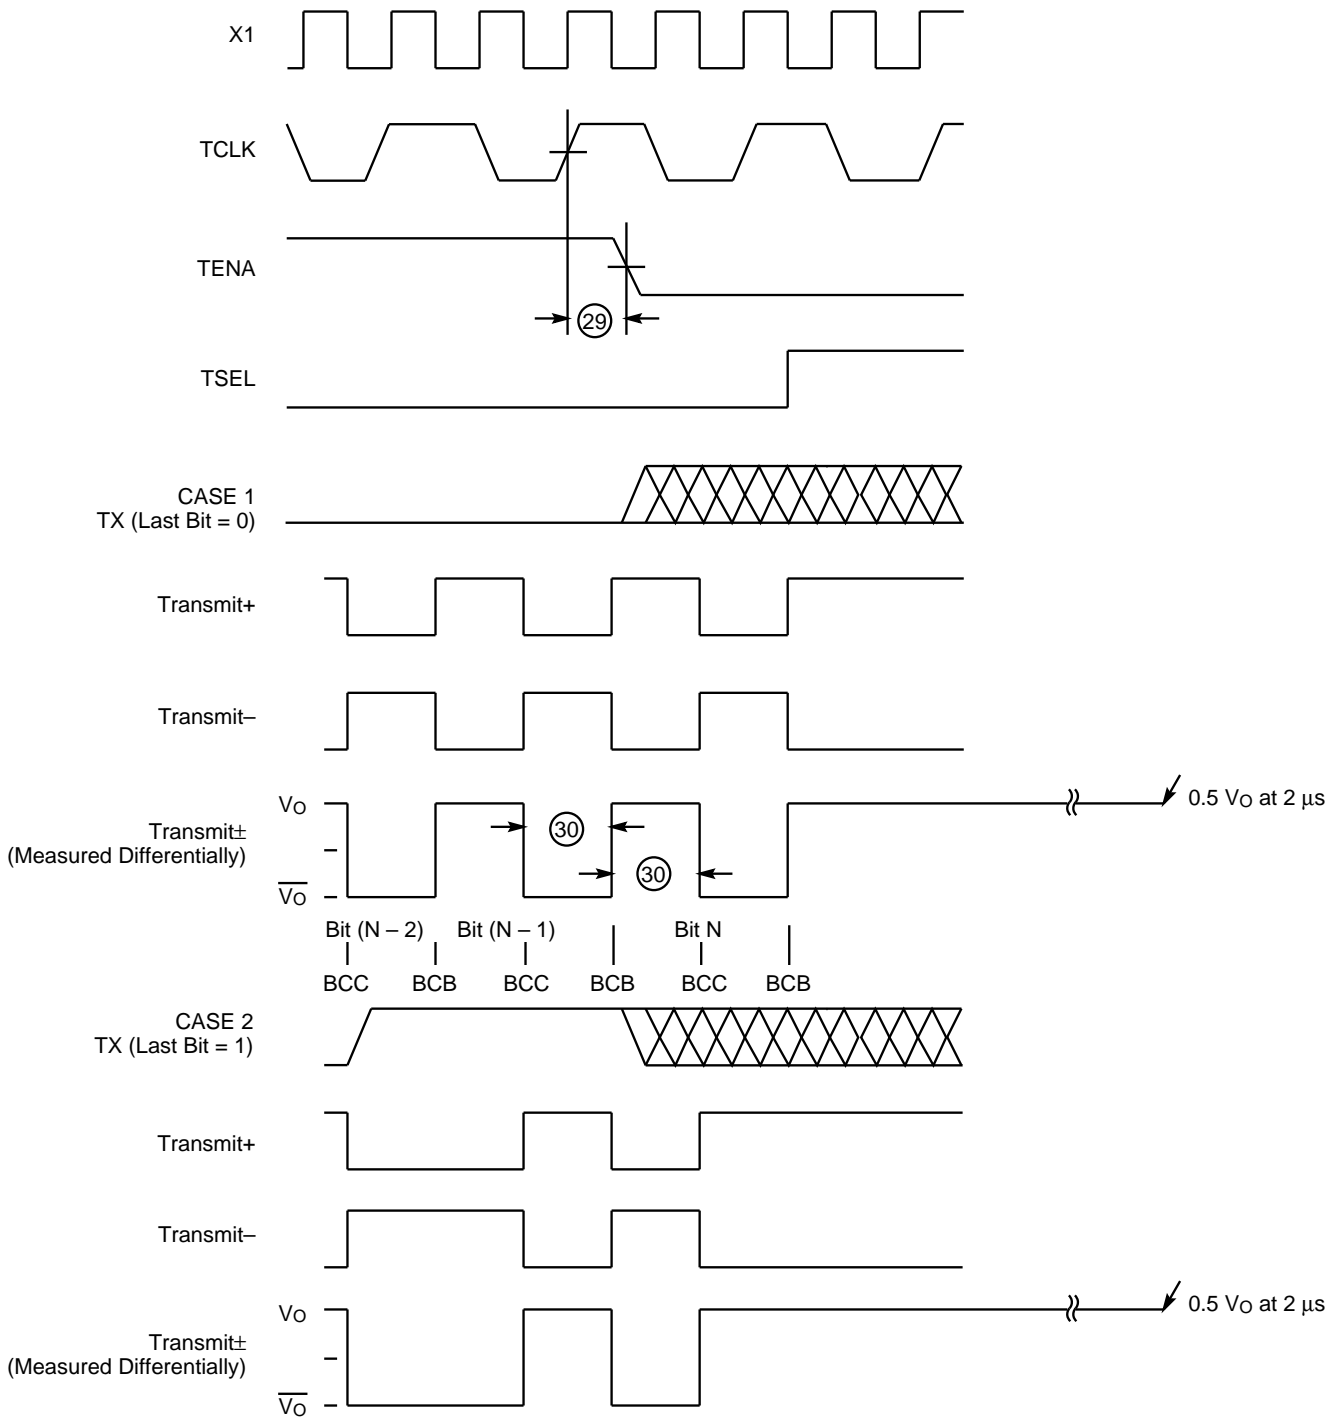 X1
TCLK
TENA
29
TSEL
CASE 1
TX (Last Bit = 0)
Transmit+
Transmit–
VO
0.5 VO at 2 μs
Transmit±
(Measured Differentially)
30
30
VO
Bit (N – 2) Bit (N – 1) Bit N
BCC BCB BCC BCB BCC BCB
CASE 2
TX (Last Bit = 1)
Transmit+
Transmit–
VO
0.5 VO at 2 μs
Transmit±
(Measured Differentially)
VO